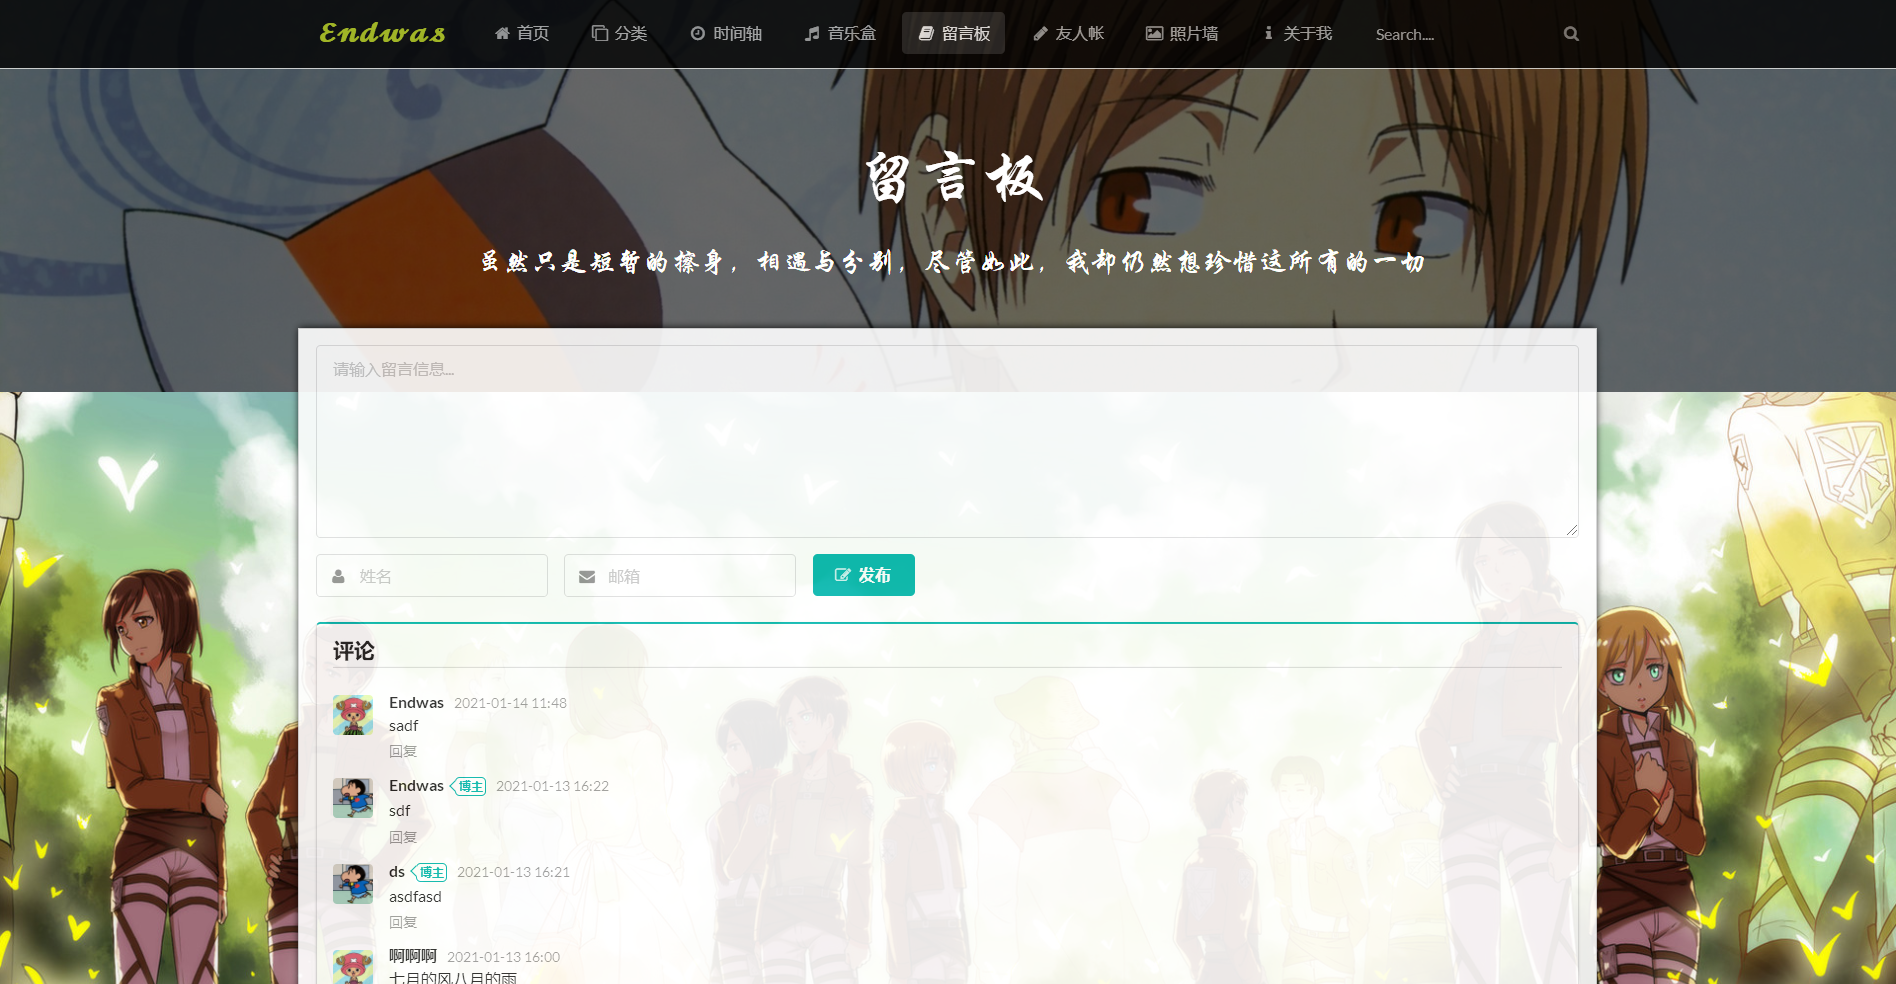 Endwas 首页 分类 时间轴 音乐盒 留言板 友人帐 照片墙 关于我 Search....
留言板
虽然只是短暂的擦身，相遇与分别，尽管如此，我却仍然想珍惜这所有的一切
请输入留言信息...
姓名 邮箱 发布
评论
Endwas 2021-01-14 11:48
sadf
回复
Endwas 博主 2021-01-13 16:22
sdf
回复
ds 博主 2021-01-13 16:21
asdfasd
回复
啊啊啊 2021-01-13 16:00
七月的风八月的雨